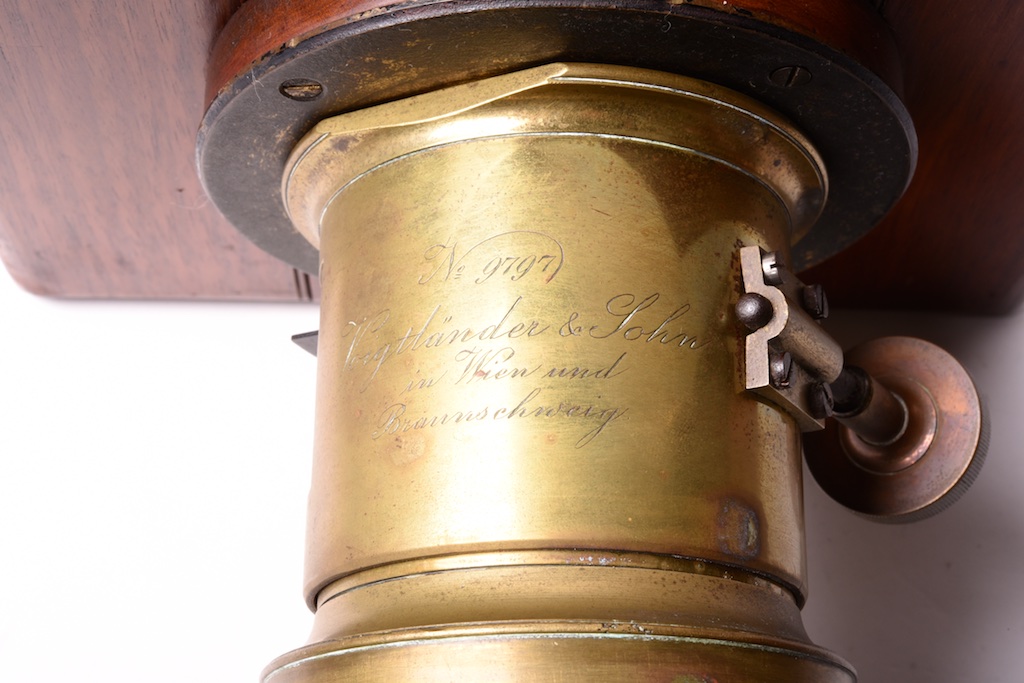 № 9797
Voigtländer & Sohn
in Wien und
Braunschweig